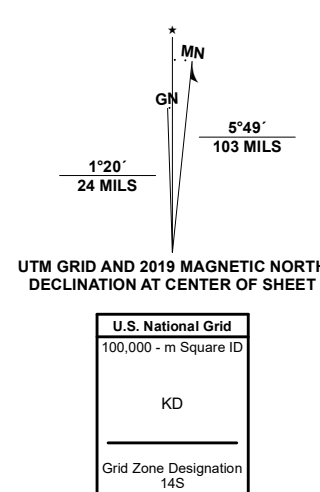 ★
MN
GN
5°49´
103 MILS
1°20´
24 MILS
UTM GRID AND 2019 MAGNETIC NORTH
DECLINATION AT CENTER OF SHEET
U.S. National Grid
100,000 - m Square ID
KD
Grid Zone Designation
14S